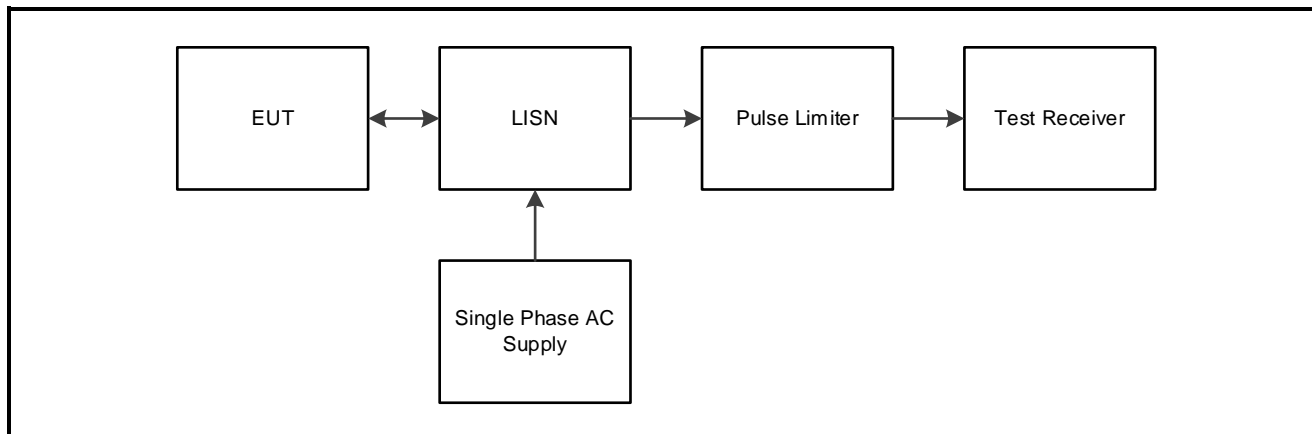 EUT
LISN
Pulse Limiter
Test Receiver
Single Phase AC
Supply